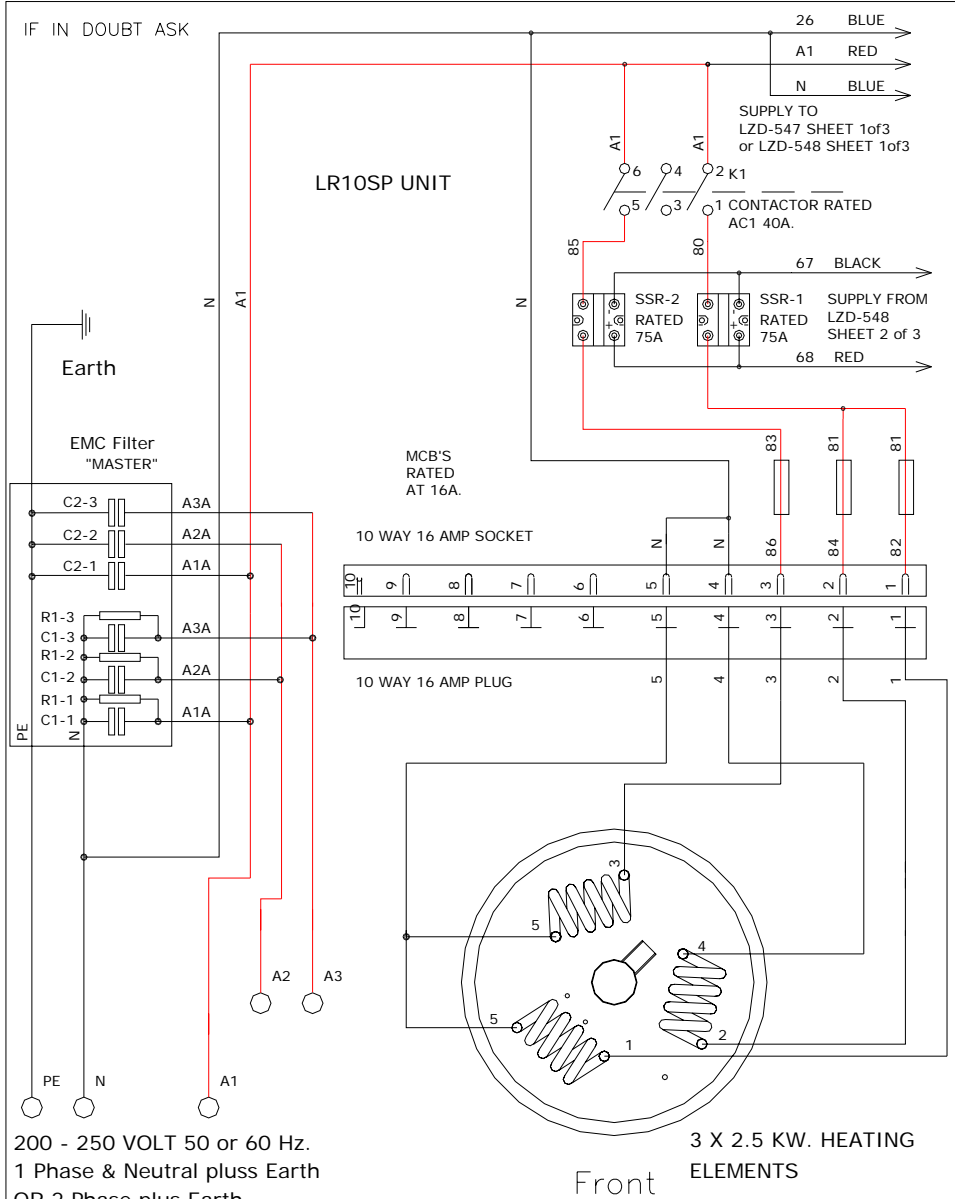 IF IN DOUBT ASK
26 BLUE
A1 RED
N BLUE
SUPPLY TO
LZD-547 SHEET 1of3
or LZD-548 SHEET 1of3
LR10SP UNIT
A1
A1
6
4
2 K1
5
3
1 CONTACTOR RATED
AC1 40A.
85
80
67 BLACK
N
A1
N
SSR-2
RATED
75A
- +
SSR-1
RATED
75A
- +
SUPPLY FROM
LZD-548
SHEET 2 of 3
68 RED
Earth
EMC Filter
"MASTER"
MCB'S
RATED
AT 16A.
83
81
81
C2-3 A3A
C2-2 A2A
C2-1 A1A
10 WAY 16 AMP SOCKET
N
N
86
84
82
10 9 8 7 6 5 4 3 2 1
R1-3
C1-3 A3A
R1-2
C1-2 A2A
R1-1
C1-1 A1A
PE
N
10 9 8 7 6 5 4 3 2 1
10 WAY 16 AMP PLUG
5 4 3 2 1
3
5
4
5
1
2
A2
A3
PE
N
A1
200 - 250 VOLT 50 or 60 Hz.
1 Phase & Neutral pluss Earth
OR 2 Phase plus Earth
3 X 2.5 KW. HEATING
ELEMENTS
Front